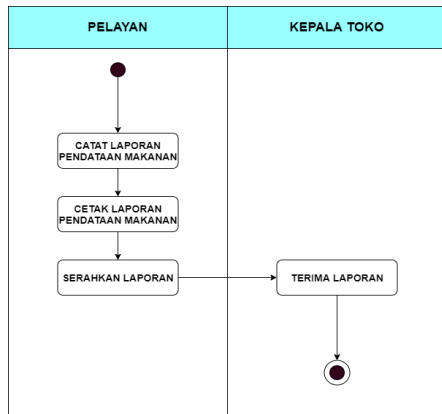 PELAYAN
KEPALA TOKO
CATAT LAPORAN
PENDATAAN MAKANAN
CETAK LAPORAN
PENDATAAN MAKANAN
SERAHKAN LAPORAN
TERIMA LAPORAN